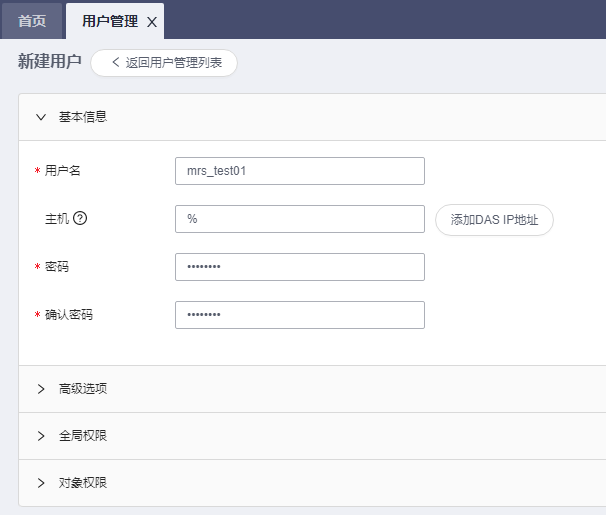 首页 用户管理 X
新建用户 < 返回用户管理列表
基本信息
* 用户名 mrs_test01
主机 ? % 添加DAS IP地址
* 密码 ••••••••
* 确认密码 ••••••••
高级选项
全局权限
对象权限